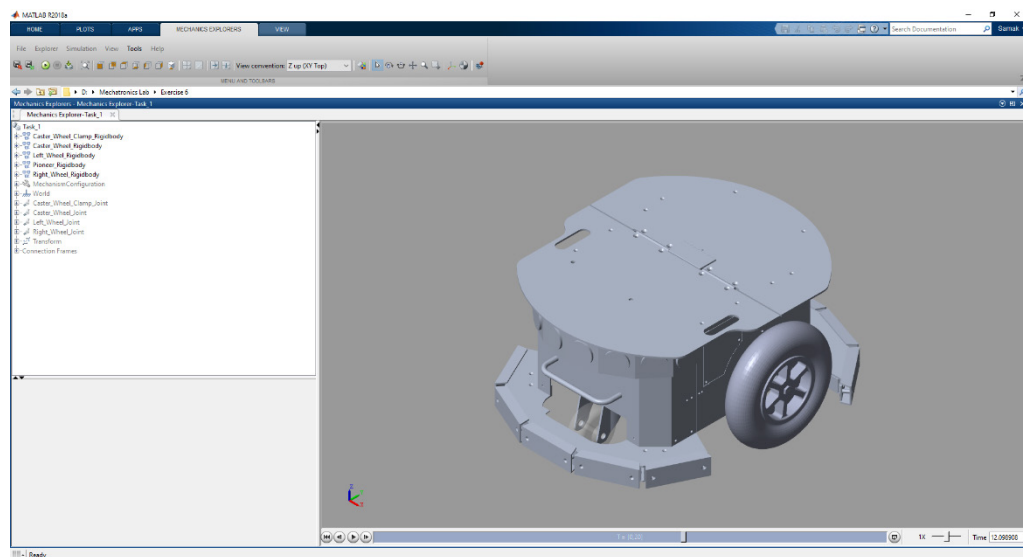 MATLAB R2018a
HOME PLOTS APPS MECHANICS EXPLORERS VIEW Search Documentation Samak
File Explorer Simulation View Tools Help
View convention: Z up (XY Top)
MENU AND TOOLBARS
D: Mechatronics Lab Exercise 6
Mechanics Explorers - Mechanics Explorer-Task_1
Mechanics Explorer-Task_1
Task_1
Caster_Wheel_Clamp_Rigidbody
Caster_Wheel_Rigidbody
Left_Wheel_Rigidbody
Pioneer_Rigidbody
Right_Wheel_Rigidbody
MechanismConfiguration
World
Caster_Wheel_Clamp_Joint
Caster_Wheel_Joint
Left_Wheel_Joint
Right_Wheel_Joint
Transform
Connection Frames
Z
X
1X Time 12.098900
Ready